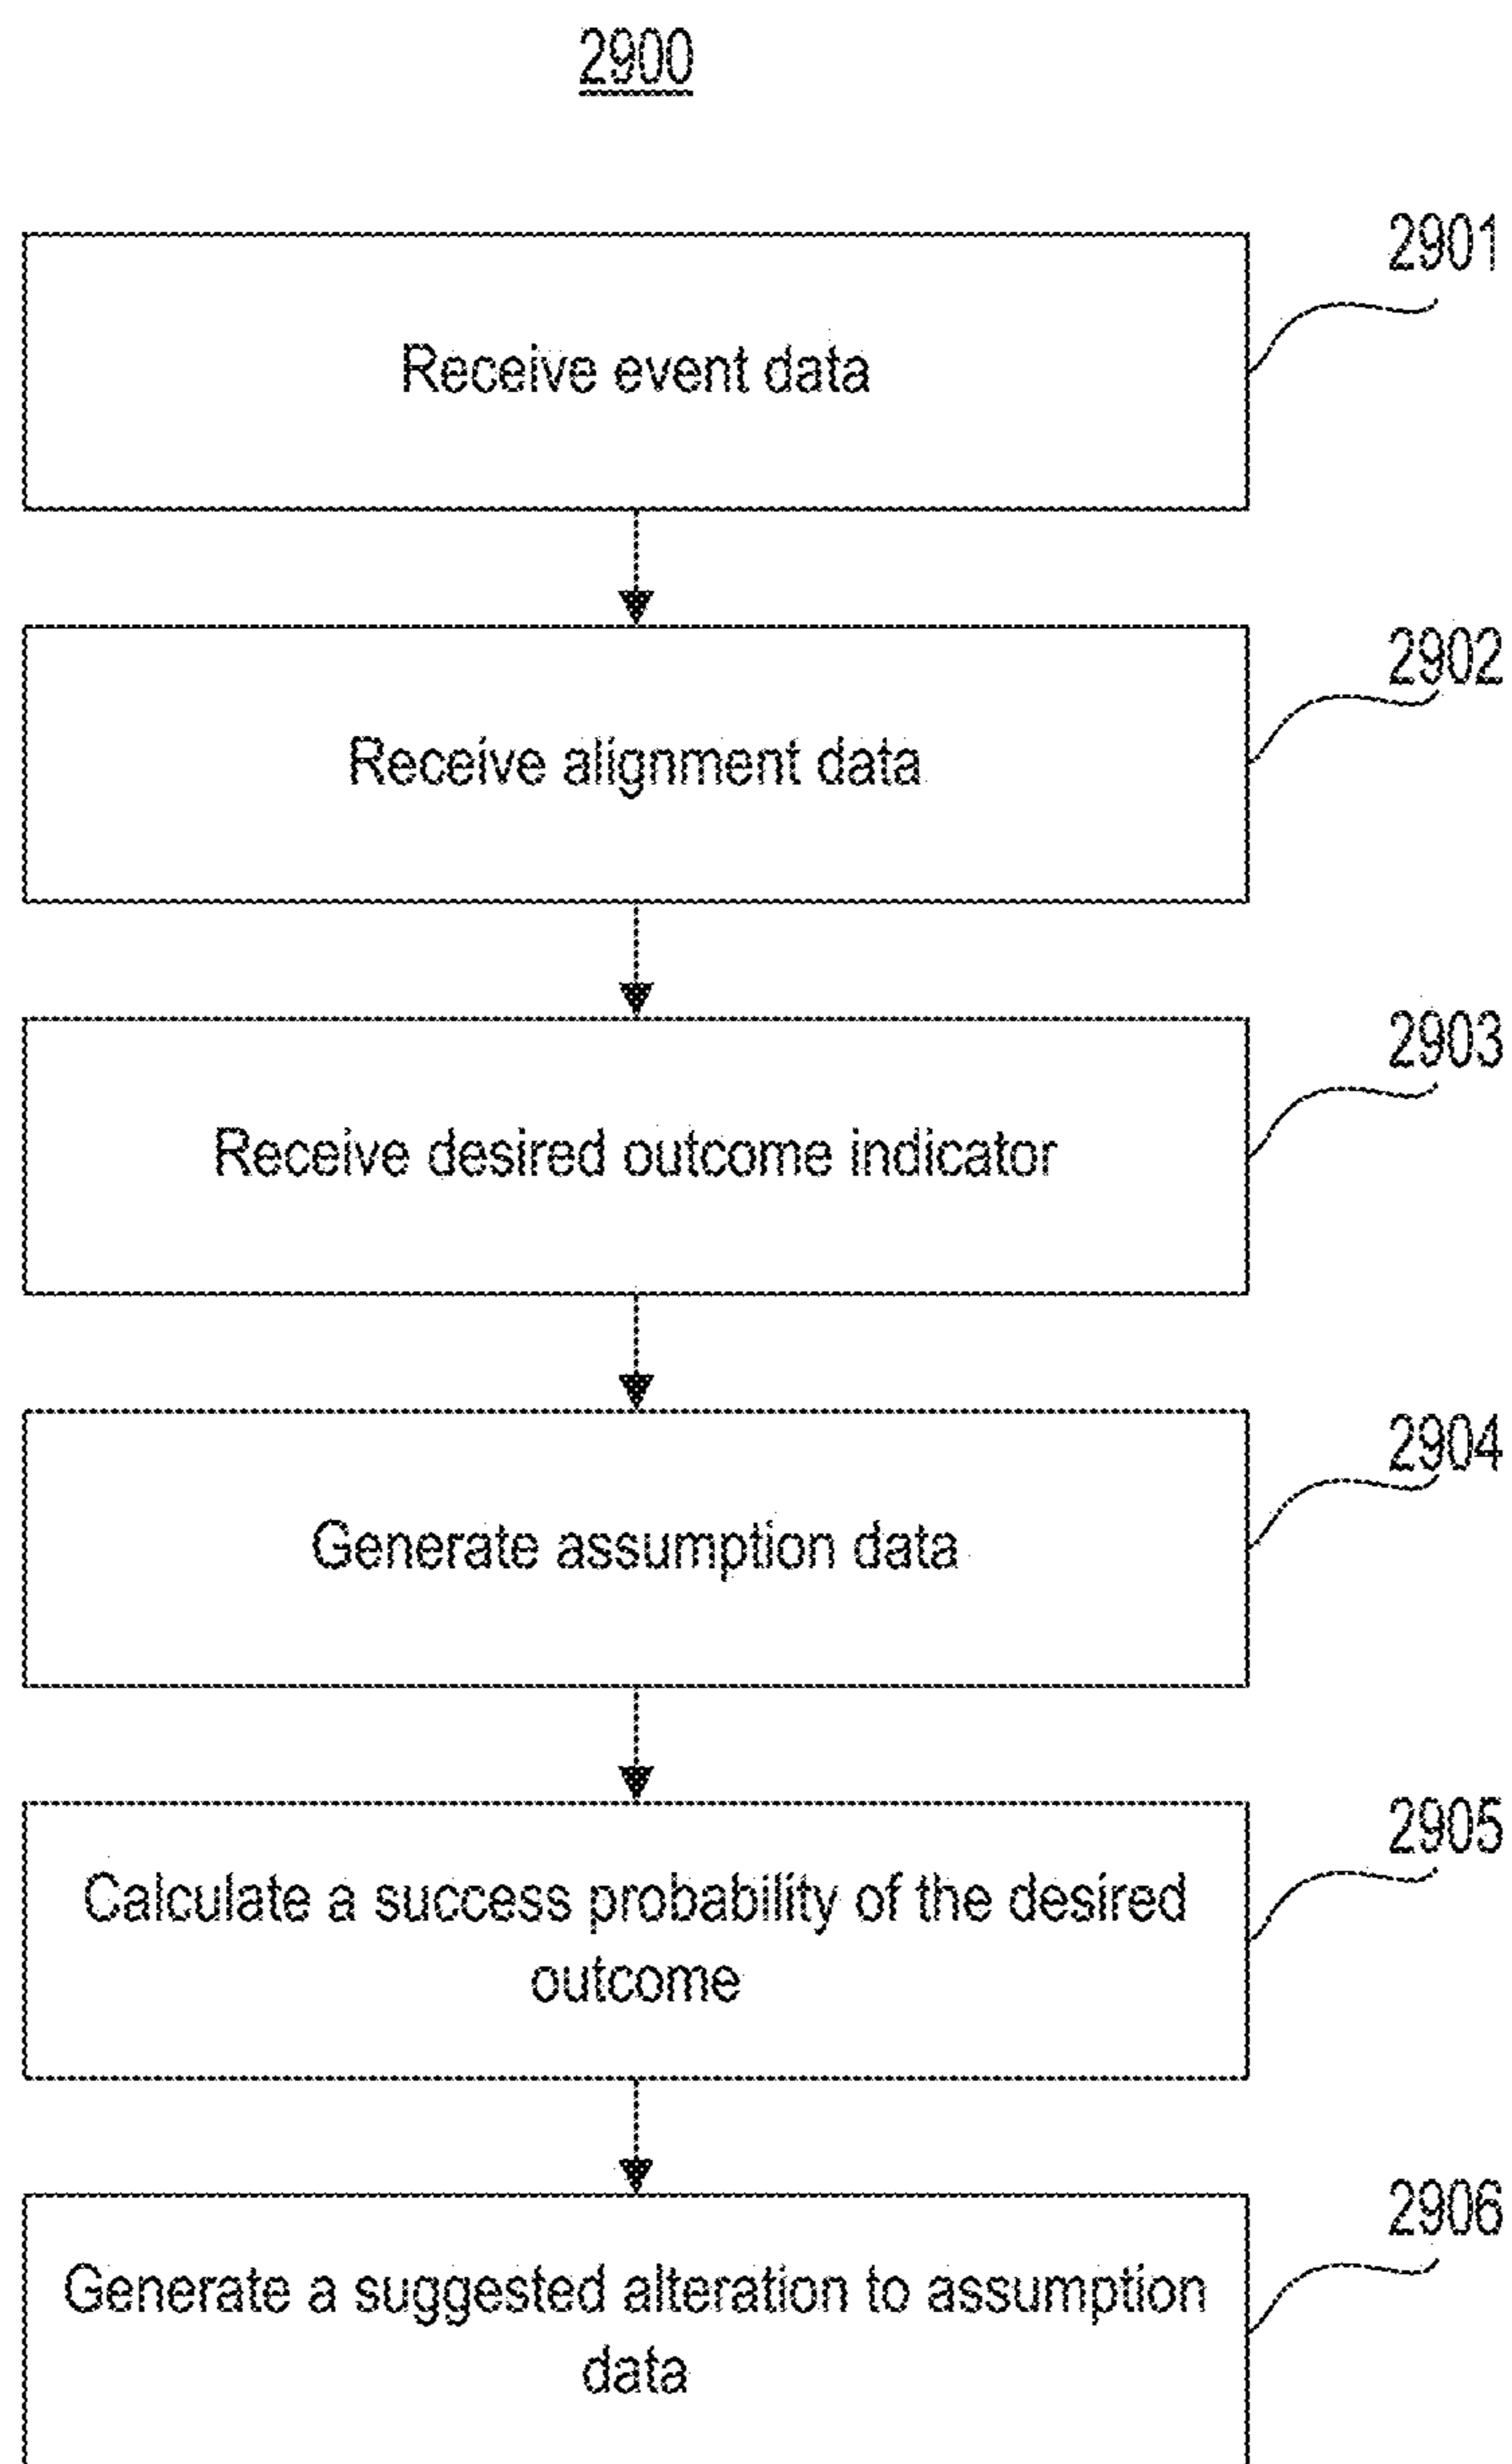 2900
2901
Receive event data
2902
Receive alignment data
2903
Receive desired outcome indicator
2904
Generate assumption data
2905
Calculate a success probability of the desired
outcome
2906
Generate a suggested alteration to assumption
data